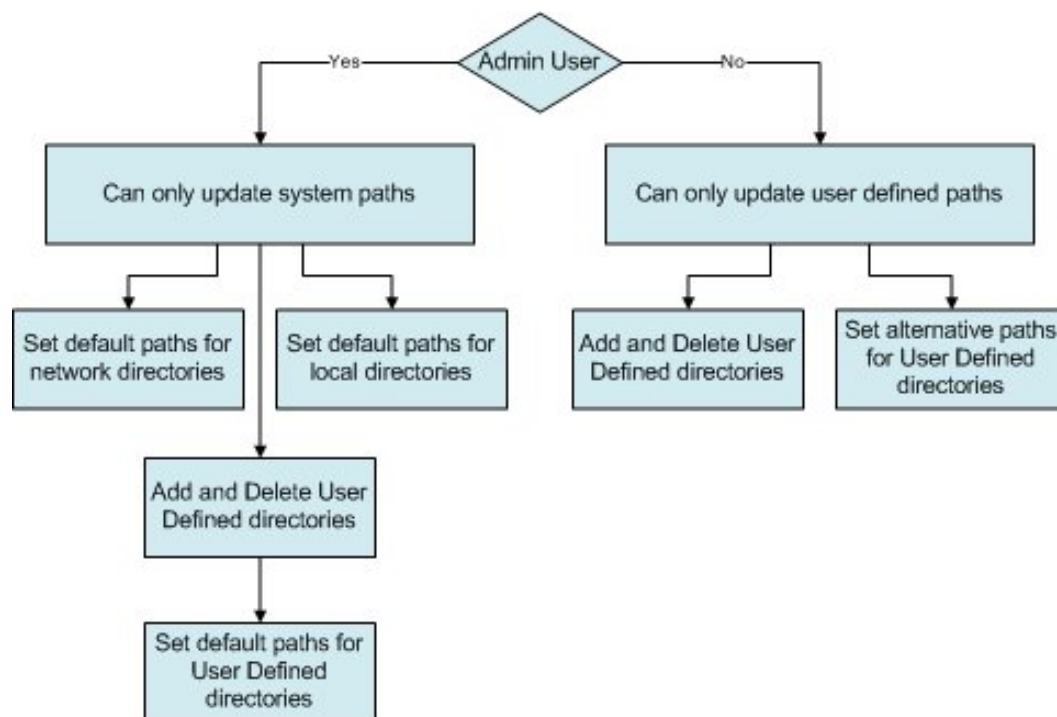 Admin User
Yes
No
Can only update system paths
Can only update user defined paths
Set default paths for
network directories
Set default paths for
local directories
Add and Delete User
Defined directories
Set alternative paths
for User Defined
directories
Add and Delete User
Defined directories
Set default paths for
User Defined
directories